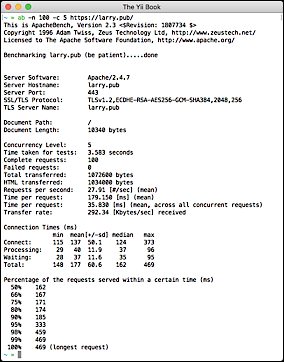 The Yii Book
~ » ab -n 100 -c 5 https://larry.pub/
This is ApacheBench, Version 2.3 <$Revision: 1807734 $>
Copyright 1996 Adam Twiss, Zeus Technology Ltd, http://www.zeustech.net/
Licensed to The Apache Software Foundation, http://www.apache.org/
Benchmarking larry.pub (be patient).....done
Server Software: Apache/2.4.7
Server Hostname: larry.pub
Server Port: 443
SSL/TLS Protocol: TLSv1.2,ECDHE-RSA-AES256-GCM-SHA384,2048,256
TLS Server Name: larry.pub
Document Path: /
Document Length: 10340 bytes
Concurrency Level: 5
Time taken for tests: 3.583 seconds
Complete requests: 100
Failed requests: 0
Total transferred: 1072600 bytes
HTML transferred: 1034000 bytes
Requests per second: 27.91 [#/sec] (mean)
Time per request: 179.150 [ms] (mean)
Time per request: 35.830 [ms] (mean, across all concurrent requests)
Transfer rate: 292.34 [Kbytes/sec] received
Connection Times (ms)
min mean[+/-sd] median max
Connect: 115 137 50.1 124 373
Processing: 29 40 11.9 37 96
Waiting: 28 37 11.6 35 95
Total: 148 177 60.6 162 469
Percentage of the requests served within a certain time (ms)
50% 162
66% 167
75% 171
80% 174
90% 185
95% 333
98% 459
99% 469
100% 469 (longest request)
~ »